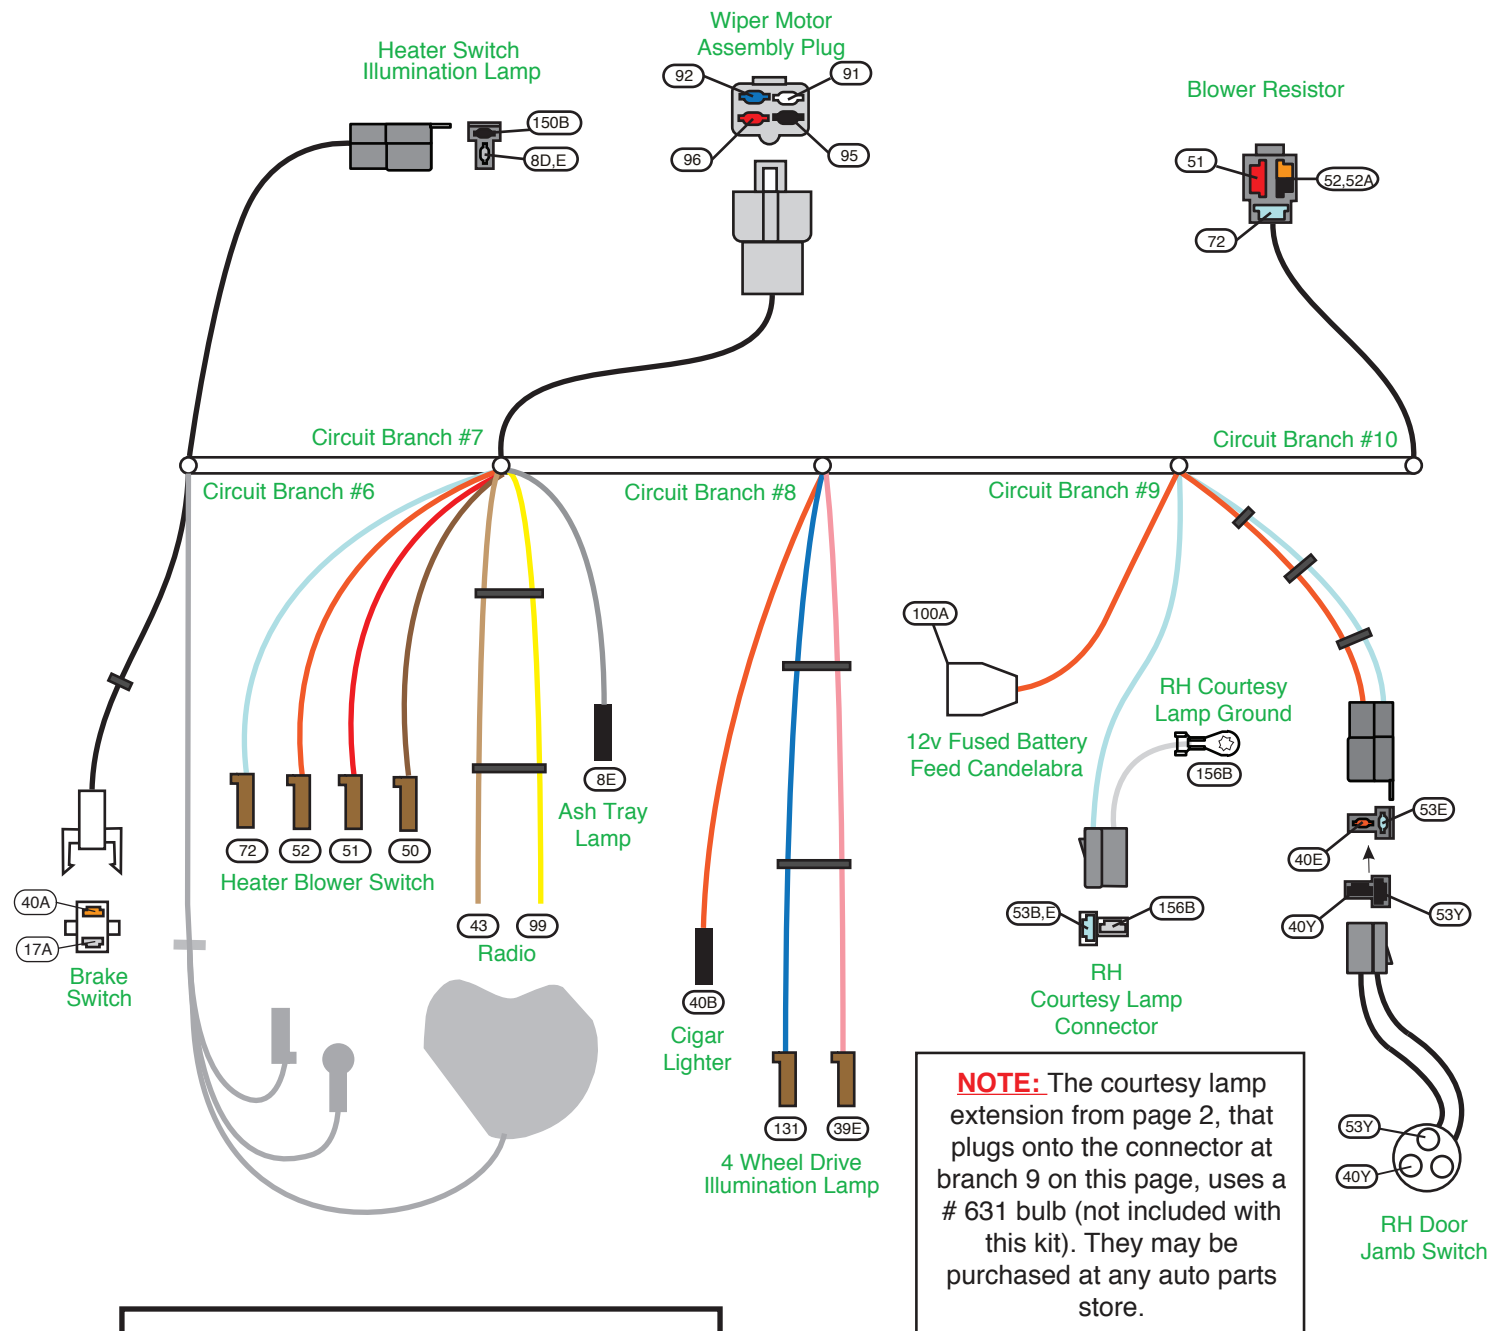 Wiper Motor
Assembly Plug
92
91
96
95
Heater Switch
Illumination Lamp
150B
8D,E
Blower Resistor
51
52,52A
72
Circuit Branch #7
Circuit Branch #10
Circuit Branch #6
Circuit Branch #8
Circuit Branch #9
72
52
51
50
Heater Blower Switch
43
99
Radio
8E
Ash Tray
Lamp
40A
17A
Brake
Switch
40B
Cigar
Lighter
131
39E
4 Wheel Drive
Illumination Lamp
100A
12v Fused Battery
Feed Candelabra
RH Courtesy
Lamp Ground
156B
53B,E
156B
RH
Courtesy Lamp
Connector
53E
40E
40Y
53Y
53Y
40Y
RH Door
Jamb Switch
NOTE: The courtesy lamp
extension from page 2, that
plugs onto the connector at
branch 9 on this page, uses a
# 631 bulb (not included with
this kit). They may be
purchased at any auto parts
store.